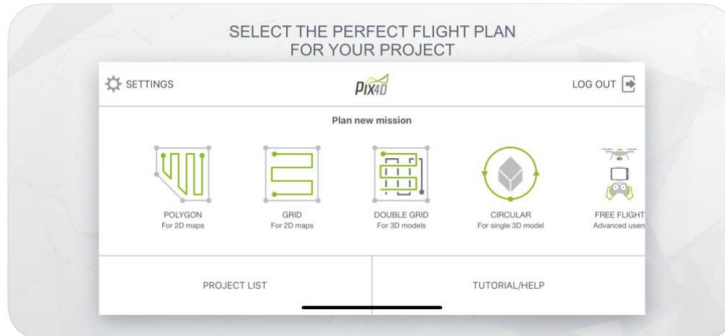 SELECT THE PERFECT FLIGHT PLAN
FOR YOUR PROJECT
SETTINGS
PIX4D
LOG OUT
Plan new mission
POLYGON
For 2D maps
GRID
For 2D maps
DOUBLE GRID
For 3D models
CIRCULAR
For single 3D model
FREE FLIGHT
Advanced users
PROJECT LIST
TUTORIAL/HELP